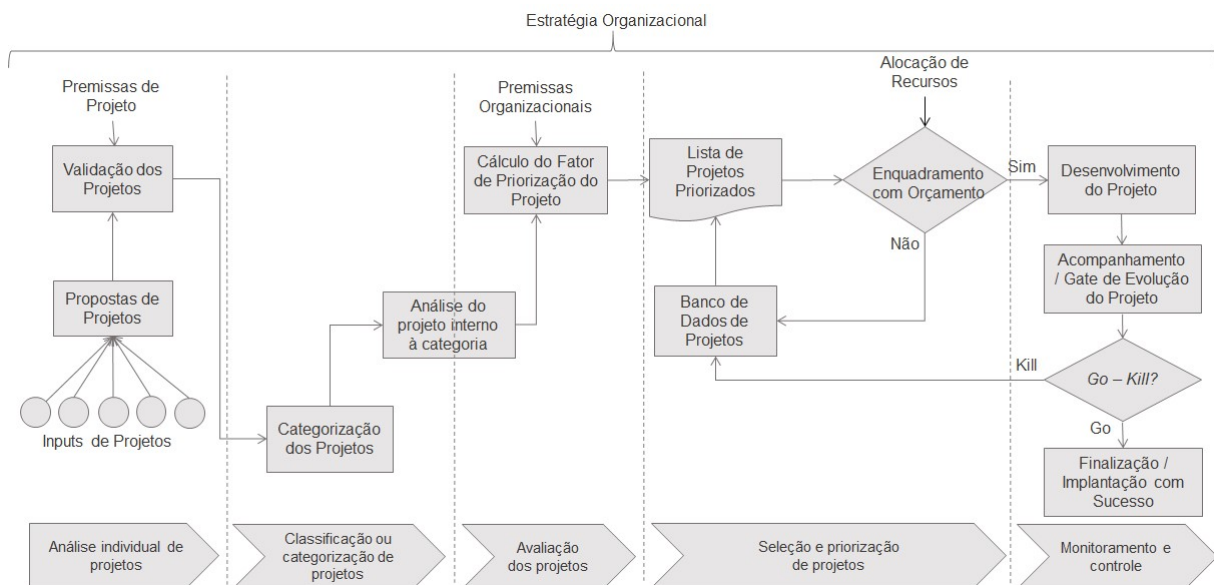 Estratégia Organizacional
Premissas de
Projeto
Validação dos
Projetos
Propostas de
Projetos
Inputs de Projetos
Categorização
dos Projetos
Análise do
projeto interno
à categoria
Premissas
Organizacionais
Cálculo do Fator
de Priorização do
Projeto
Lista de
Projetos
Priorizados
Banco de
Dados de
Projetos
Alocação de
Recursos
Enquadramento
com Orçamento
Sim
Não
Desenvolvimento
do Projeto
Acompanhamento
/ Gate de Evolução
do Projeto
Kill
Go – Kill?
Go
Finalização /
Implantação com
Sucesso
Análise individual de
projetos
Classificação ou
categorização de
projetos
Avaliação
dos projetos
Seleção e priorização
de projetos
Monitoramento e
controle